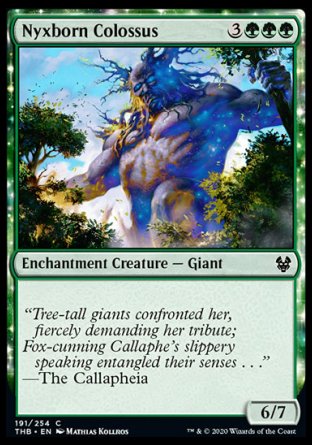 Nyxborn Colossus 3
Enchantment Creature — Giant
“Tree-tall giants confronted her,
fiercely demanding her tribute;
Fox-cunning Callaphe's slippery
speaking entangled their senses . . .”
—The Callapheia
6/7
191/254 C
THB • EN Mathias Kollros
™ & © 2020 Wizards of the Coast